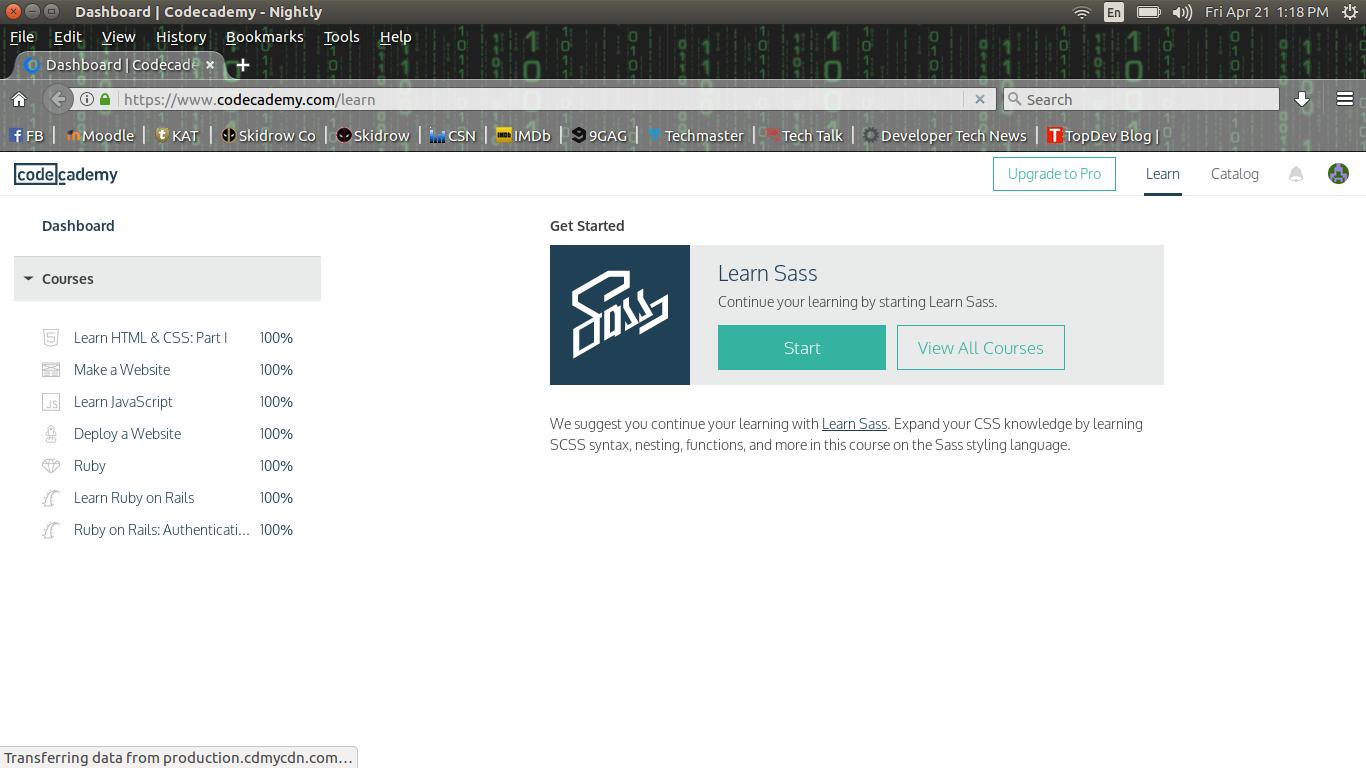 Dashboard | Codecademy - Nightly
En
Fri Apr 21 1:18 PM
File Edit View History Bookmarks Tools Help
Dashboard | Codecade
https://www.codecademy.com/learn
Search
FB | Moodle | KAT | Skidrow Co | Skidrow | CSN | IMDb | 9GAG | Techmaster | Tech Talk | Developer Tech News | TopDev Blog |
codecademy
Upgrade to Pro
Learn
Catalog
Dashboard
Courses
Learn HTML & CSS: Part I 100%
Make a Website 100%
Learn JavaScript 100%
Deploy a Website 100%
Ruby 100%
Learn Ruby on Rails 100%
Ruby on Rails: Authenticati... 100%
Get Started
Sass
Learn Sass
Continue your learning by starting Learn Sass.
Start
View All Courses
We suggest you continue your learning with Learn Sass. Expand your CSS knowledge by learning
SCSS syntax, nesting, functions, and more in this course on the Sass styling language.
Transferring data from production.cdmycdn.com...